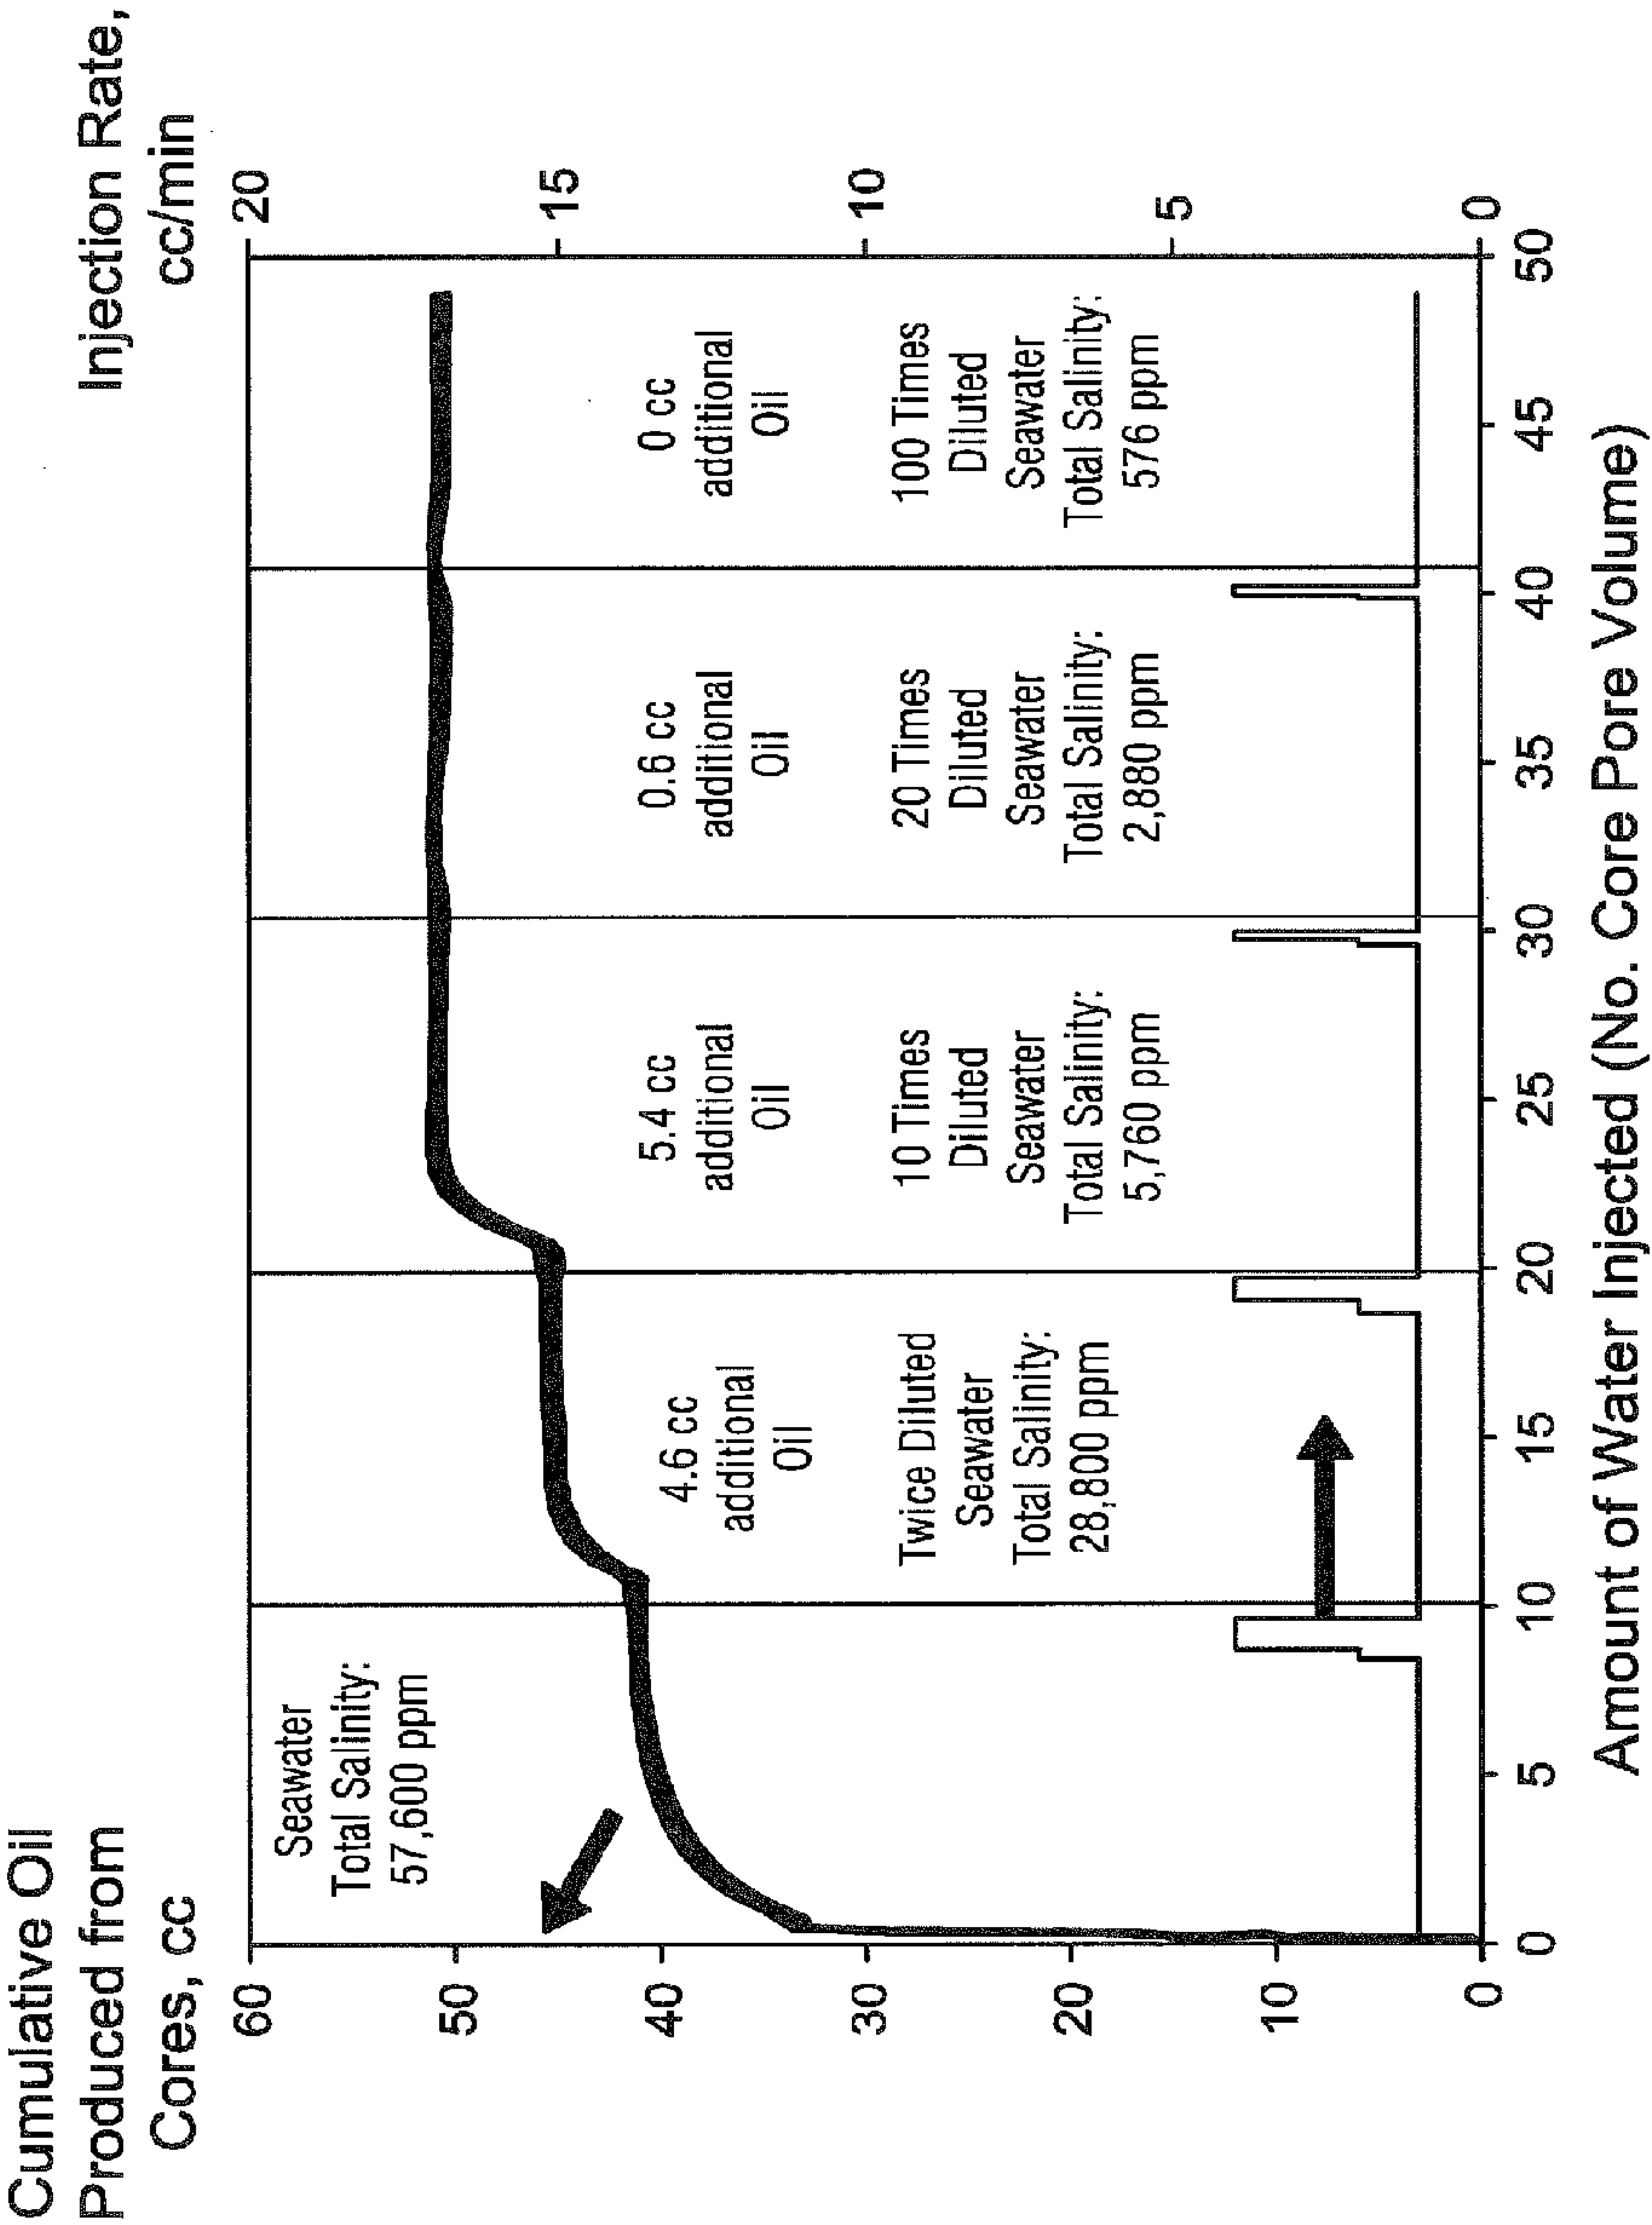 Cumulative Oil
Produced from
Cores, cc
Injection Rate,
cc/min
60
50
40
30
20
10
0
20
15
10
5
0
Seawater
Total Salinity:
57,600 ppm
4.6 cc
additional
Oil
Twice Diluted
Seawater
Total Salinity:
28,800 ppm
5.4 cc
additional
Oil
10 Times
Diluted
Seawater
Total Salinity:
5,760 ppm
0.6 cc
additional
Oil
20 Times
Diluted
Seawater
Total Salinity:
2,880 ppm
0 cc
additional
Oil
100 Times
Diluted
Seawater
Total Salinity:
576 ppm
0 5 10 15 20 25 30 35 40 45 50
Amount of Water Injected (No. Core Pore Volume)